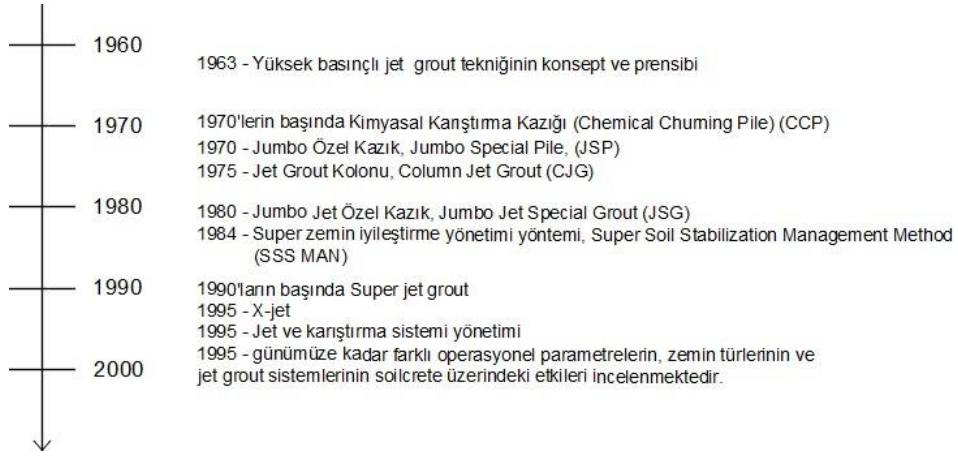 1960
1963 - Yüksek basınçlı jet grout tekniğinin konsept ve prensibi
1970
1970'lerin başında Kimyasal Karıştırma Kazığı (Chemical Churning Pile) (CCP)
1970 - Jumbo Özel Kazık, Jumbo Special Pile, (JSP)
1975 - Jet Grout Kolonu, Column Jet Grout (CJG)
1980
1980 - Jumbo Jet Özel Kazık, Jumbo Jet Special Grout (JSG)
1984 - Super zemin iyileştirme yönetimi yöntemi, Super Soil Stabilization Management Method
(SSS MAN)
1990
1990'ların başında Super jet grout
1995 - X-jet
1995 - Jet ve karıştırma sistemi yönetimi
1995 - günümüze kadar farklı operasyonel parametrelerin, zemin türlerinin ve
2000
jet grout sistemlerinin soilcrete üzerindeki etkileri incelenmektedir.